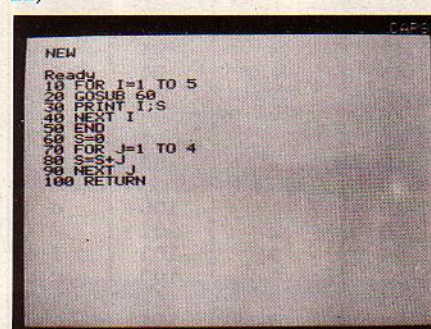 CAPS
NEW
Ready
10 FOR I=1 TO 5
20 GOSUB 60
30 PRINT I;S
40 NEXT I
50 END
60 S=0
70 FOR J=1 TO 4
80 S=S+J
90 NEXT J
100 RETURN